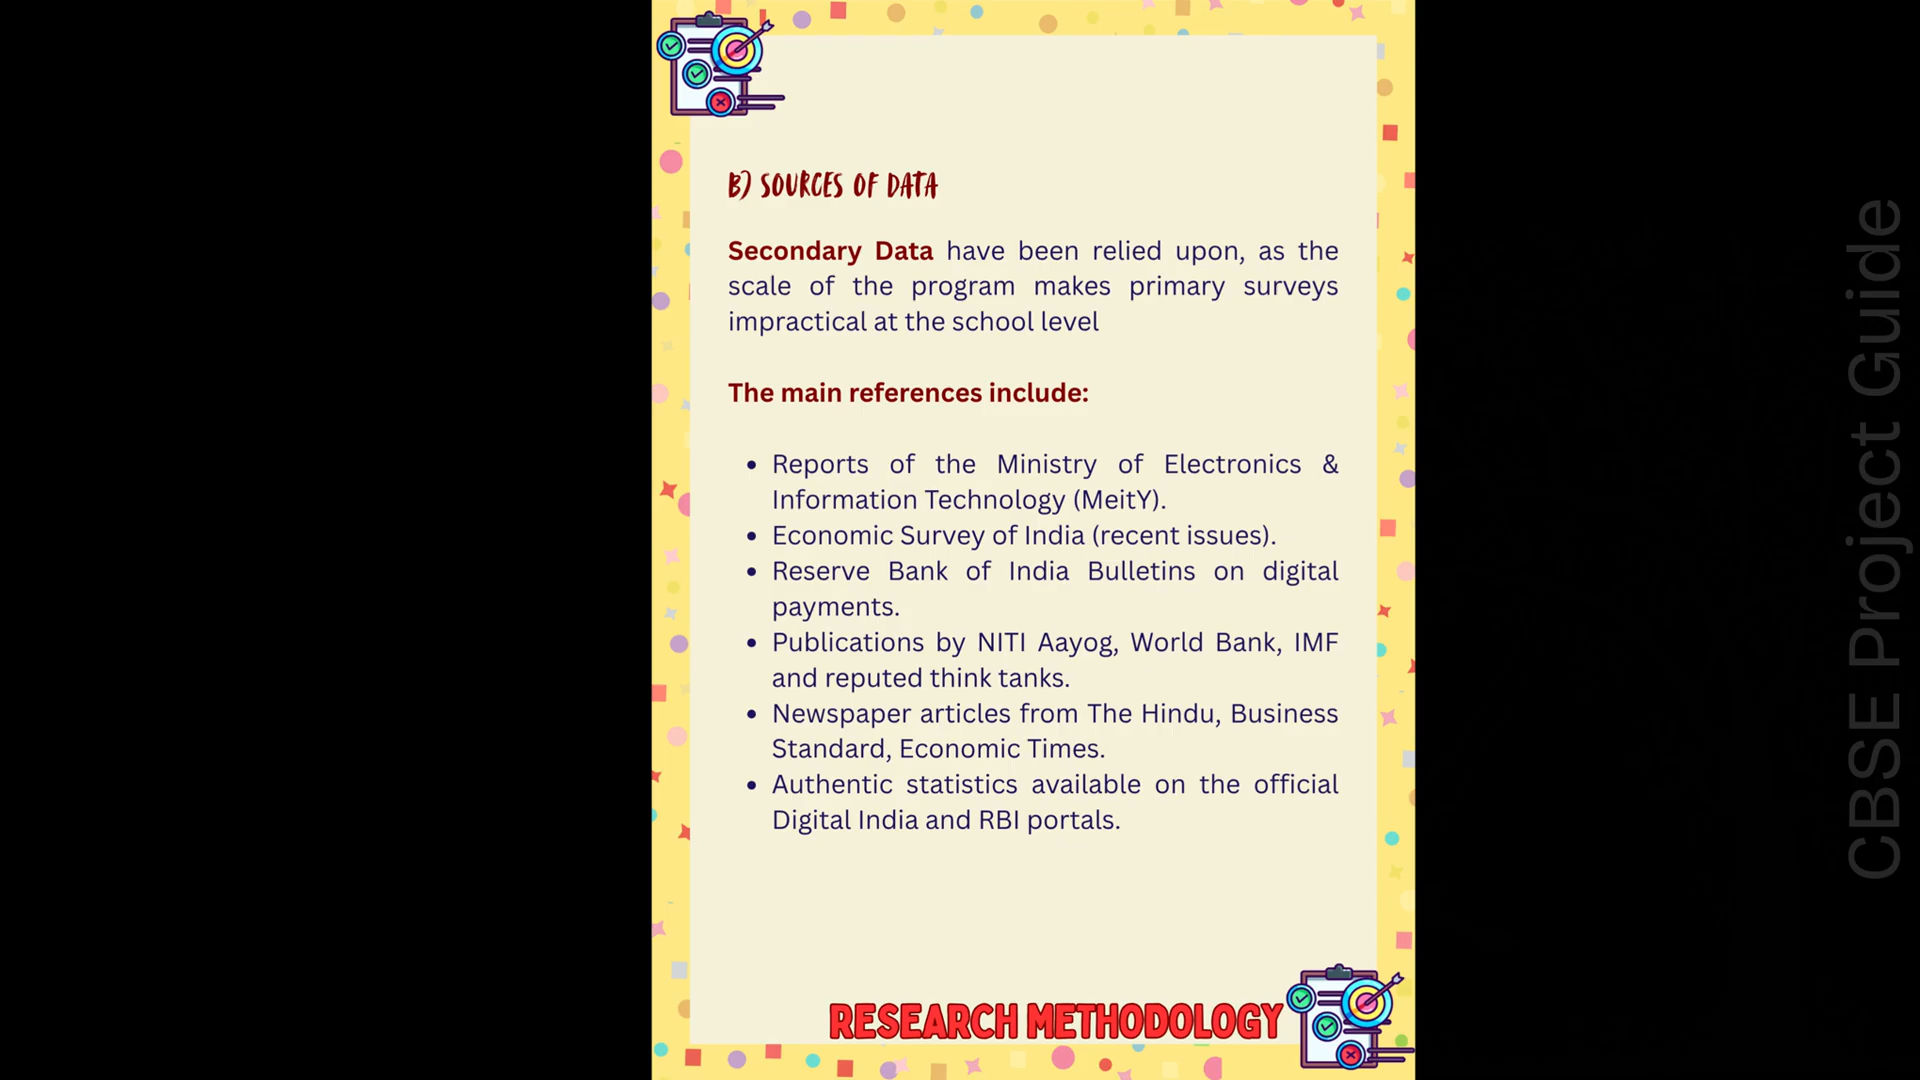 B) SOURCES OF DATA
Secondary Data have been relied upon, as the
scale of the program makes primary surveys
impractical at the school level
The main references include:
• Reports of the Ministry of Electronics &
Information Technology (MeitY).
• Economic Survey of India (recent issues).
• Reserve Bank of India Bulletins on digital
payments.
• Publications by NITI Aayog, World Bank, IMF
and reputed think tanks.
• Newspaper articles from The Hindu, Business
Standard, Economic Times.
• Authentic statistics available on the official
Digital India and RBI portals.
RESEARCH METHODOLOGY
CBSE Project Guide